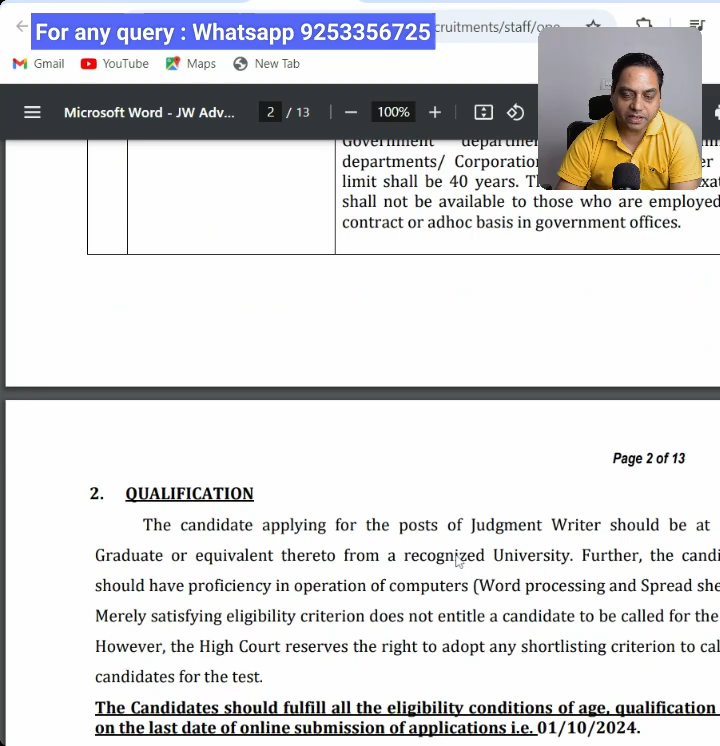 For any query : Whatsapp 9253356725
cruitments/staff/ope
Gmail YouTube Maps New Tab
Microsoft Word - JW Adv... 2 / 13 100%
Government
departments/ Corporation
limit shall be 40 years.
shall not be available to those who are employed
contract or adhoc basis in government offices.
Page 2 of 13
2. QUALIFICATION
The candidate applying for the posts of Judgment Writer should be at
Graduate or equivalent thereto from a recognized University. Further, the candi
should have proficiency in operation of computers (Word processing and Spread she
Merely satisfying eligibility criterion does not entitle a candidate to be called for the
However, the High Court reserves the right to adopt any shortlisting criterion to cal
candidates for the test.
The Candidates should fulfill all the eligibility conditions of age, qualification
on the last date of online submission of applications i.e. 01/10/2024.